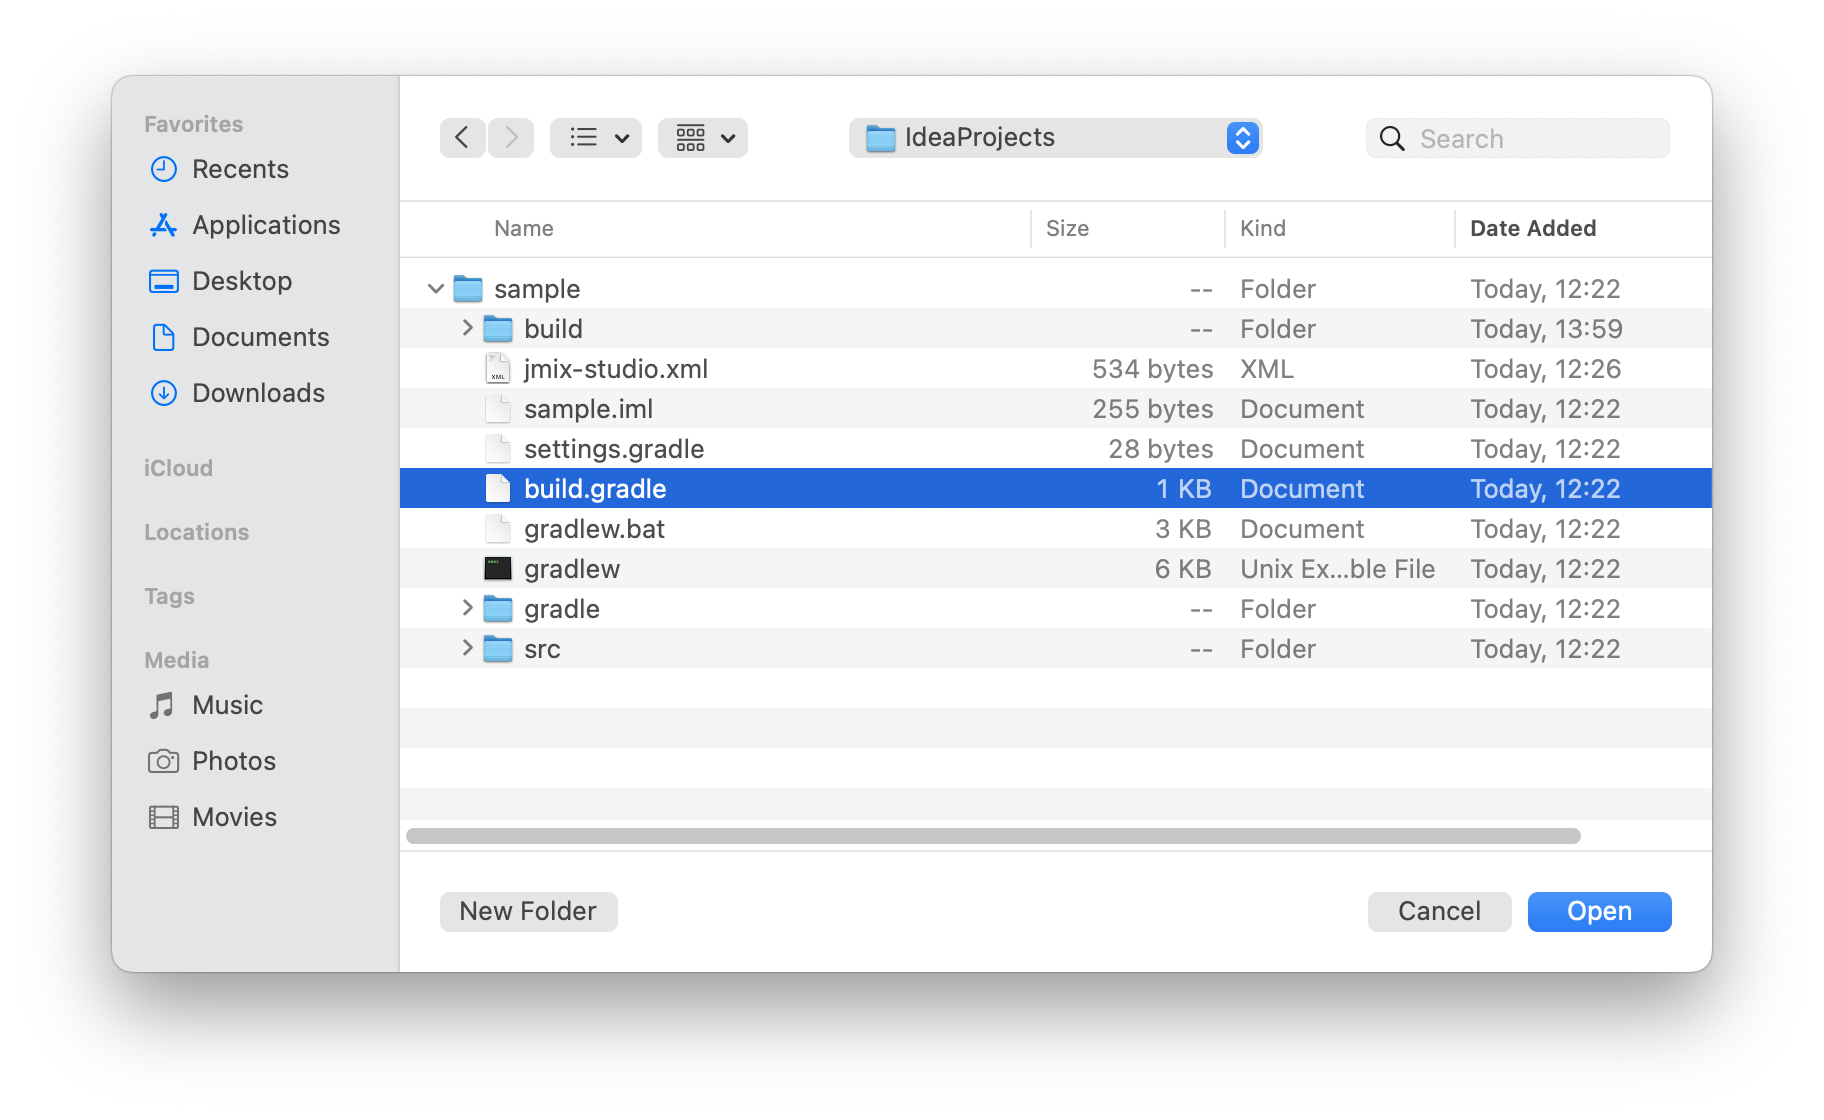 Favorites
Recents
Applications
Desktop
Documents
Downloads
iCloud
Locations
Tags
Media
Music
Photos
Movies
IdeaProjects
Search
Name Size Kind Date Added
sample -- Folder Today, 12:22
build -- Folder Today, 13:59
XML
jmix-studio.xml 534 bytes XML Today, 12:26
sample.iml 255 bytes Document Today, 12:22
settings.gradle 28 bytes Document Today, 12:22
build.gradle 1 KB Document Today, 12:22
gradlew.bat 3 KB Document Today, 12:22
gradlew 6 KB Unix Ex...ble File Today, 12:22
gradle -- Folder Today, 12:22
src -- Folder Today, 12:22
New Folder Cancel Open